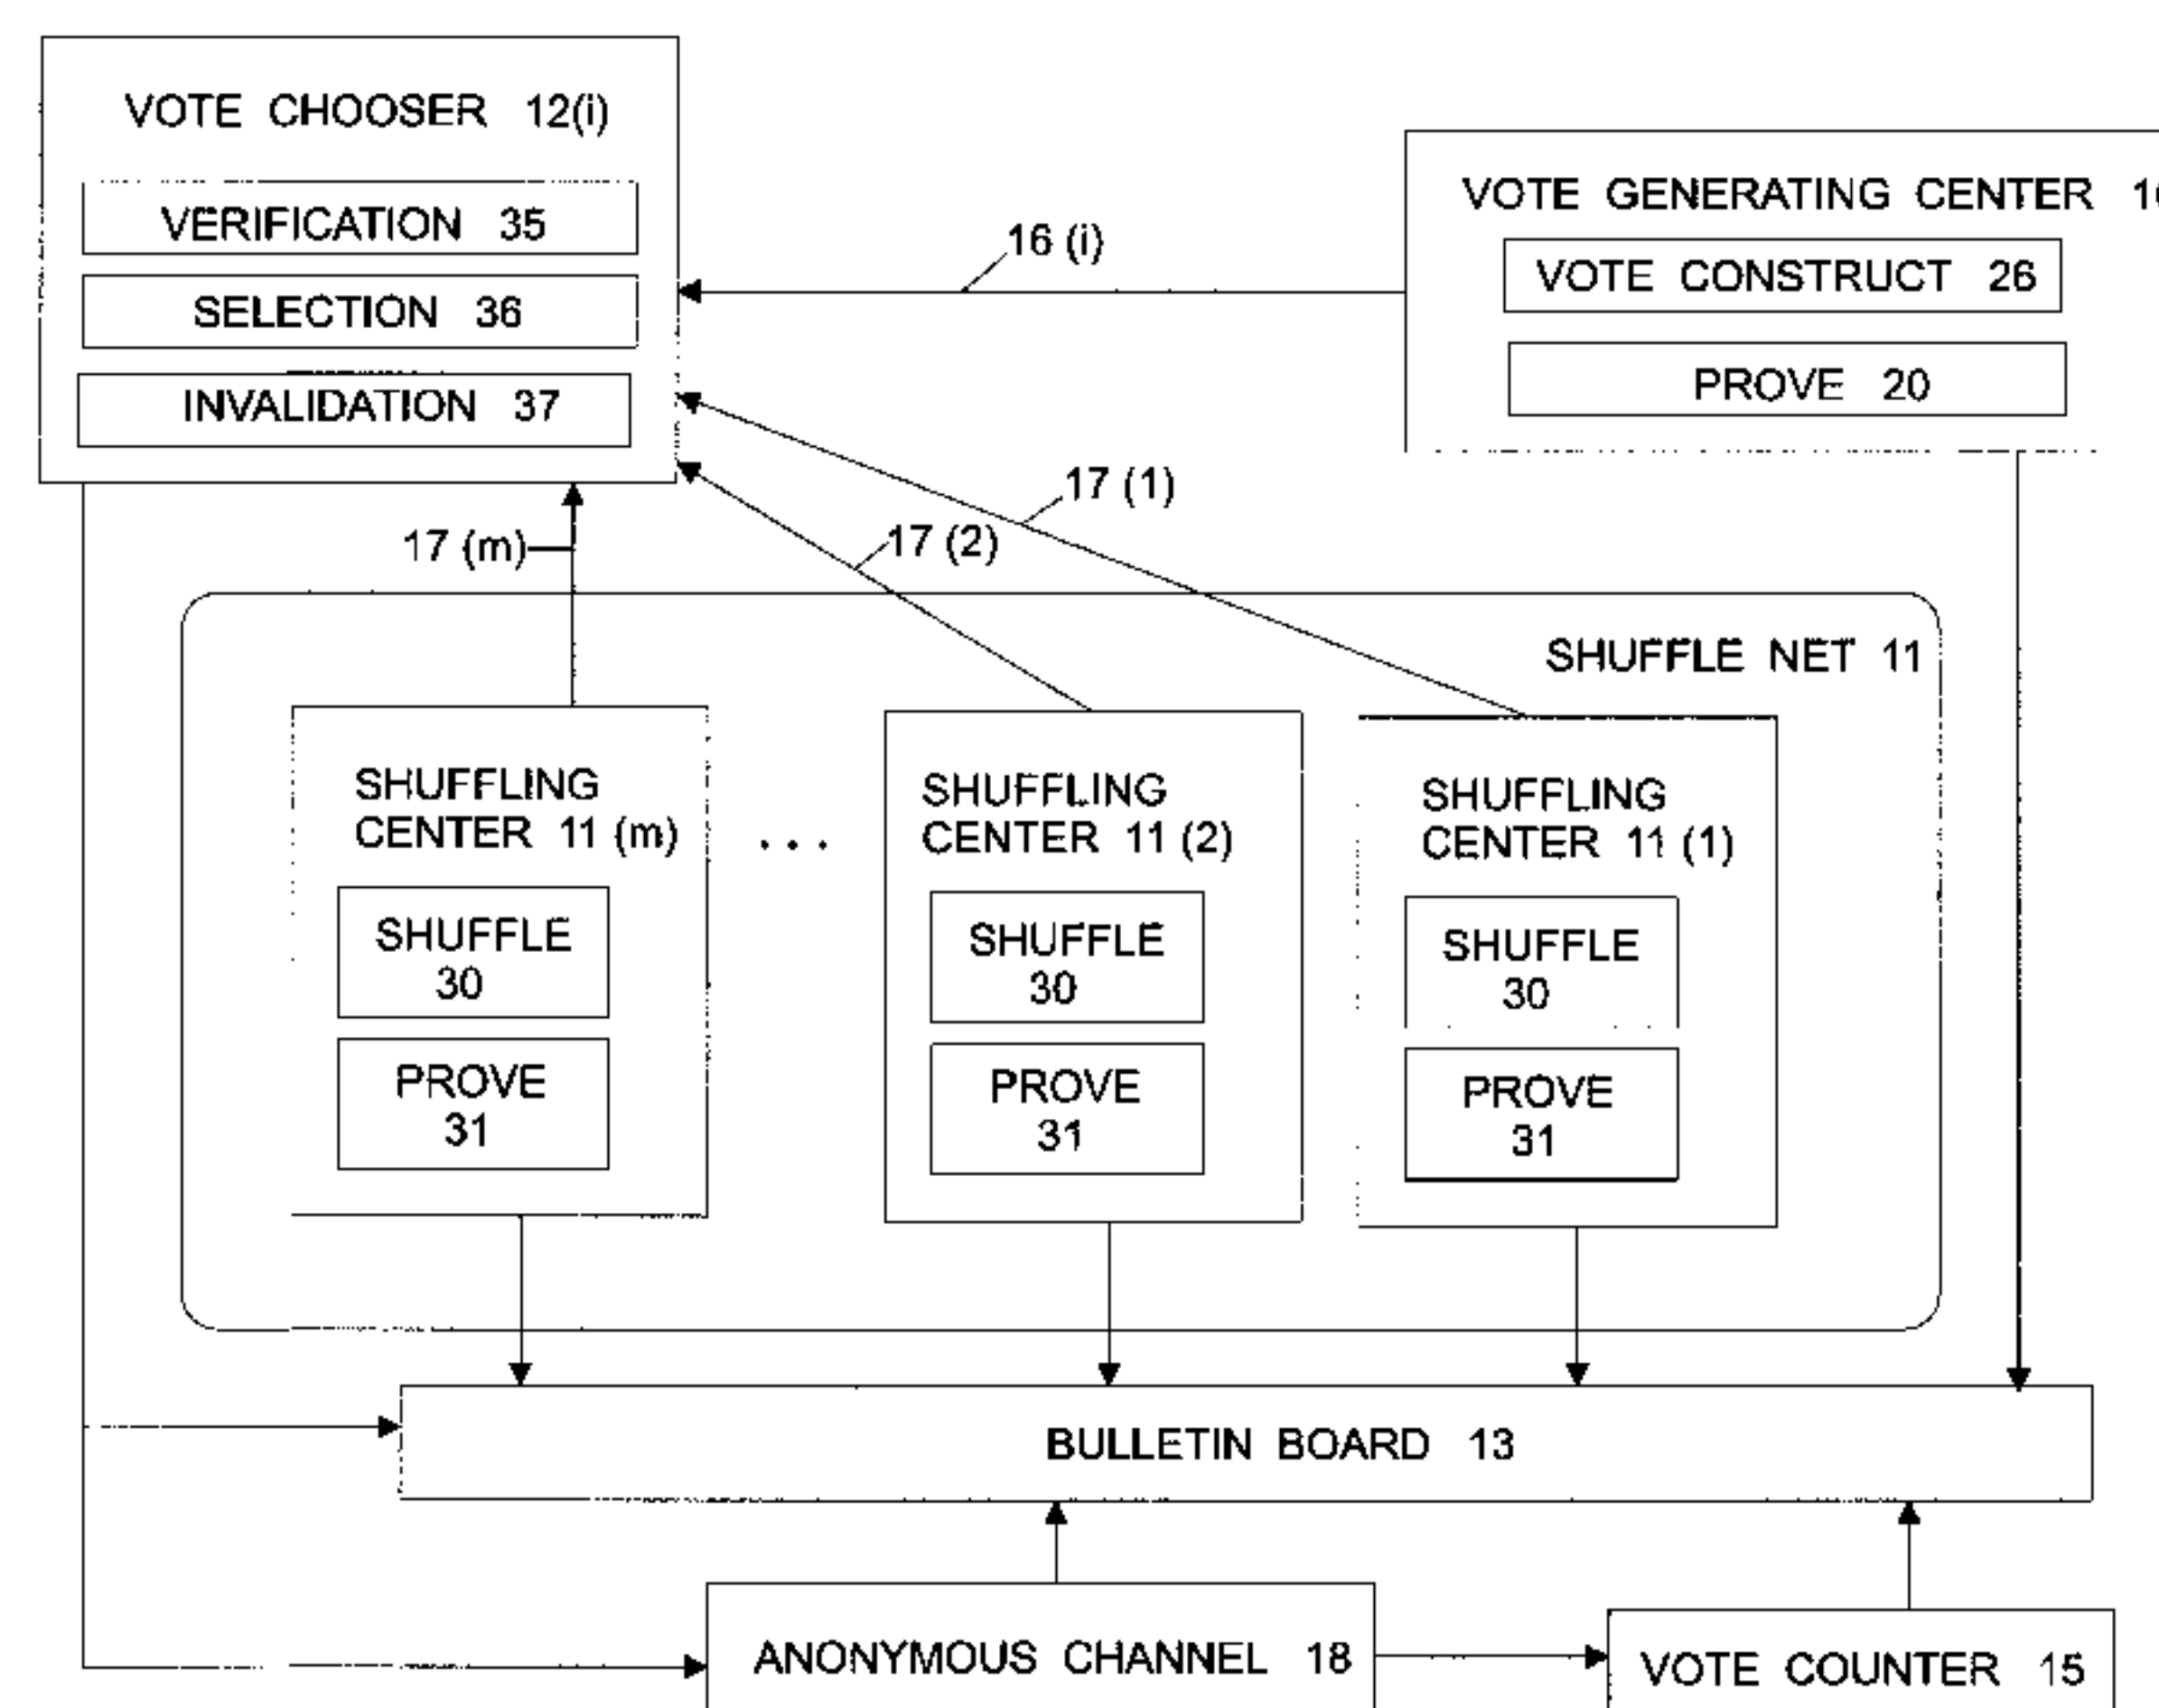 VOTE CHOOSER 12(i)
VERIFICATION 35
SELECTION 36
INVALIDATION 37
16 (i)
VOTE GENERATING CENTER
VOTE CONSTRUCT 26
PROVE 20
17 (1)
17 (2)
17 (m)
SHUFFLE NET 11
SHUFFLING
CENTER 11 (m)
SHUFFLE
30
PROVE
31
...
SHUFFLING
CENTER 11 (2)
SHUFFLE
30
PROVE
31
SHUFFLING
CENTER 11 (1)
SHUFFLE
30
PROVE
31
BULLETIN BOARD 13
ANONYMOUS CHANNEL 18
VOTE COUNTER 15